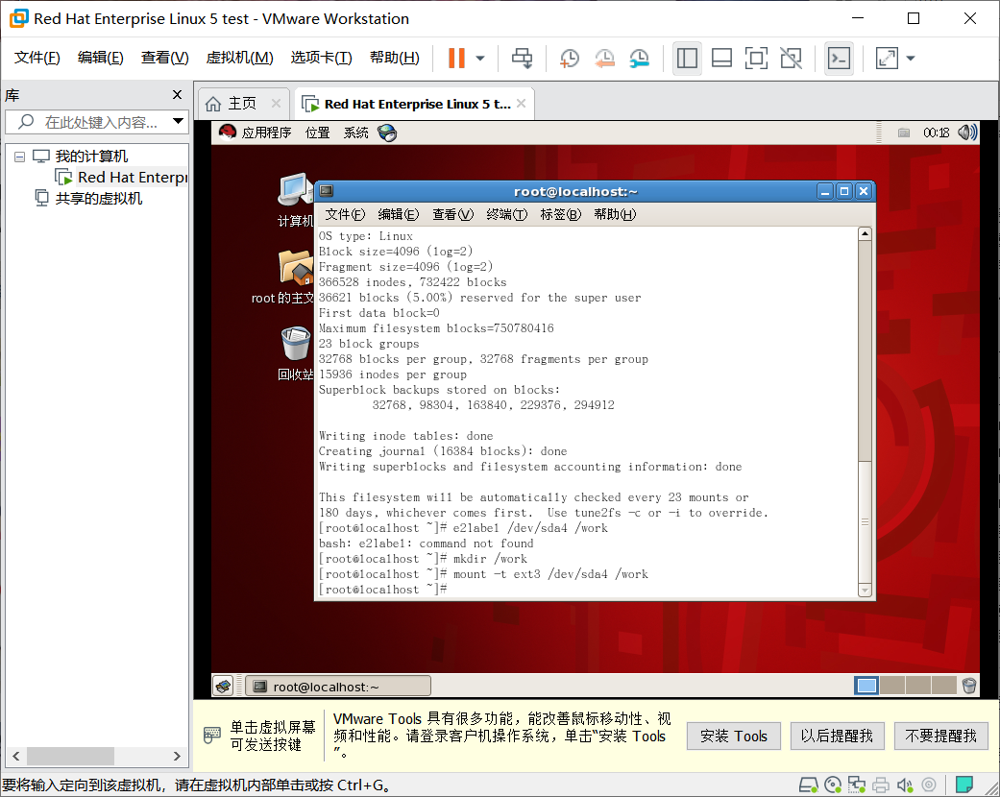 Red Hat Enterprise Linux 5 test - VMware Workstation
文件(F) 编辑(E) 查看(V) 虚拟机(M) 选项卡(T) 帮助(H)
库
在此处键入内容...
我的计算机
Red Hat Enterpr
共享的虚拟机
主页 Red Hat Enterprise Linux 5 t...
应用程序 位置 系统 00:18
计算机
root 的主文
回收站
root@localhost:~
文件(F) 编辑(E) 查看(V) 终端(T) 标签(B) 帮助(H)
OS type: Linux
Block size=4096 (log=2)
Fragment size=4096 (log=2)
366528 inodes, 732422 blocks
36621 blocks (5.00%) reserved for the super user
First data block=0
Maximum filesystem blocks=750780416
23 block groups
32768 blocks per group, 32768 fragments per group
15936 inodes per group
Superblock backups stored on blocks:
32768, 98304, 163840, 229376, 294912
Writing inode tables: done
Creating journal (16384 blocks): done
Writing superblocks and filesystem accounting information: done
This filesystem will be automatically checked every 23 mounts or
180 days, whichever comes first.  Use tune2fs -c or -i to override.
[root@localhost ~]# e2labe1 /dev/sda4 /work
bash: e2labe1: command not found
[root@localhost ~]# mkdir /work
[root@localhost ~]# mount -t ext3 /dev/sda4 /work
[root@localhost ~]#
root@localhost:~
单击虚拟屏幕
可发送按键
VMware Tools 具有很多功能，能改善鼠标移动性、视
频和性能。请登录客户机操作系统，单击“安装 Tools
”。
安装 Tools 以后提醒我 不要提醒我
要将输入定向到该虚拟机，请在虚拟机内部单击或按 Ctrl+G。